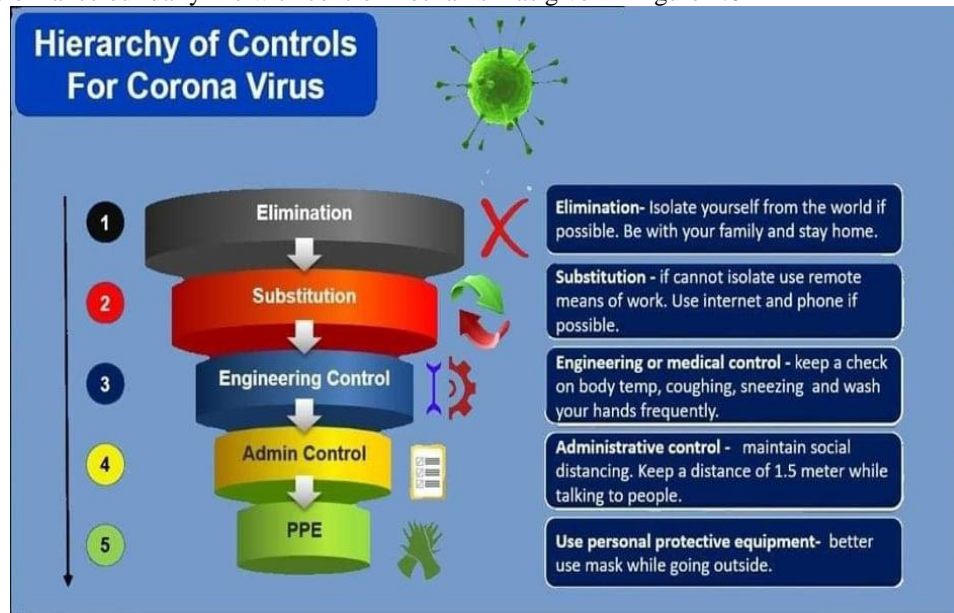 Hierarchy of Controls
For Corona Virus
1
Elimination
Elimination- Isolate yourself from the world if
possible. Be with your family and stay home.
2
Substitution
Substitution - if cannot isolate use remote
means of work. Use internet and phone if
possible.
3
Engineering Control
Engineering or medical control - keep a check
on body temp, coughing, sneezing and wash
your hands frequently.
4
Admin Control
Administrative control - maintain social
distancing. Keep a distance of 1.5 meter while
talking to people.
5
PPE
Use personal protective equipment- better
use mask while going outside.